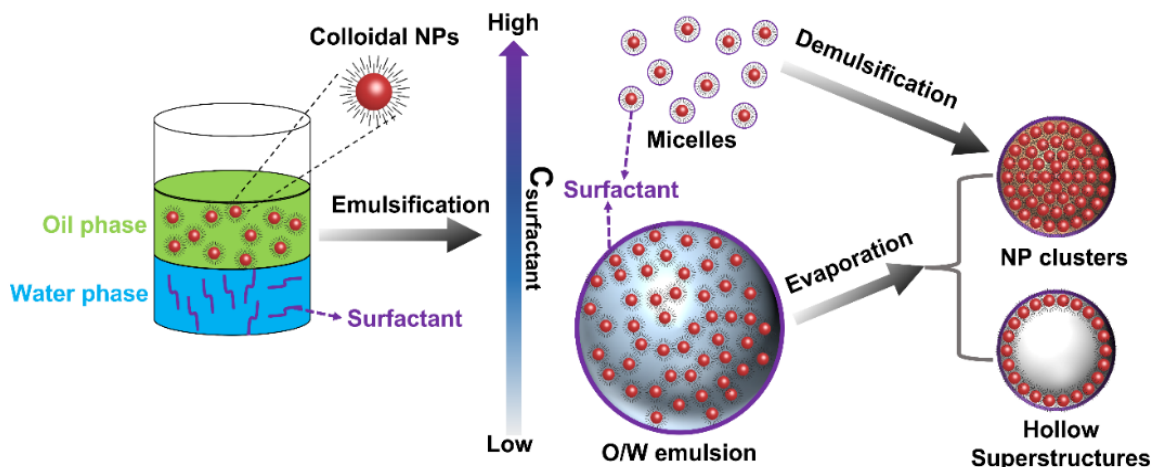 Colloidal NPs
Oil phase
Water phase
Surfactant
Emulsification
High
Csurfactant
Low
Micelles
Surfactant
O/W emulsion
Demulsification
Evaporation
NP clusters
Hollow
Superstructures